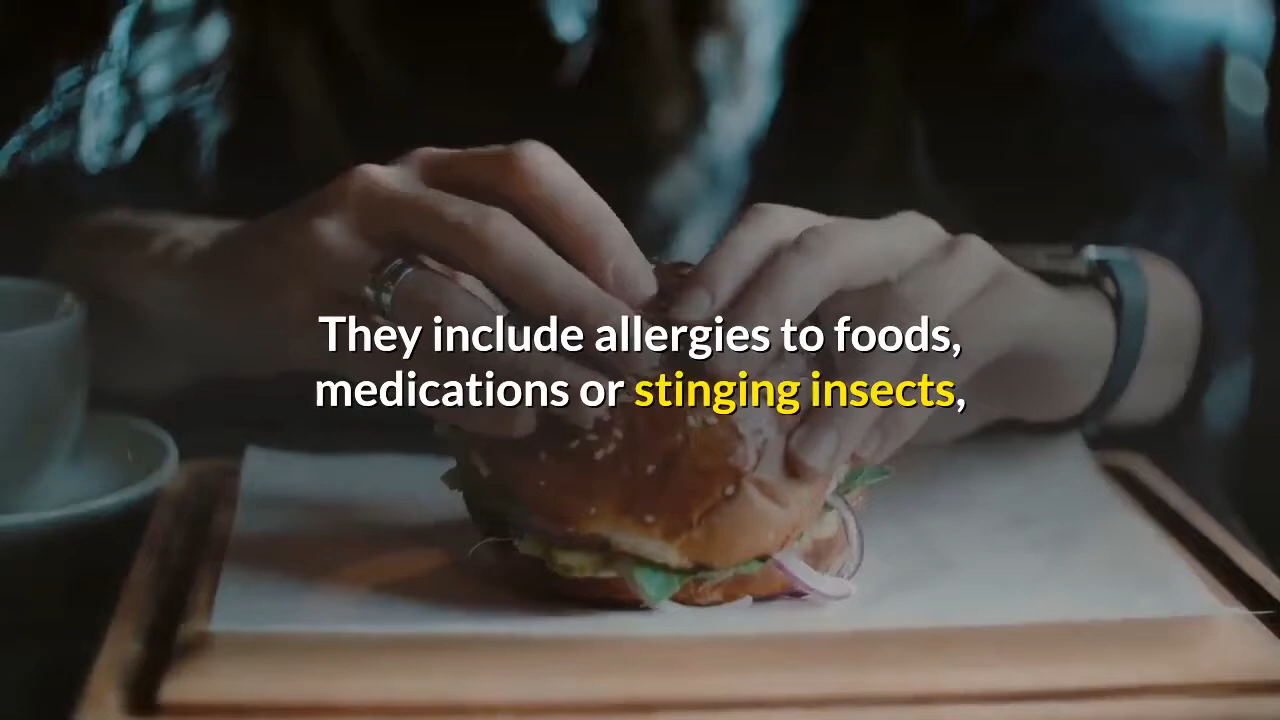 They include allergies to foods,
medications or stinging insects,